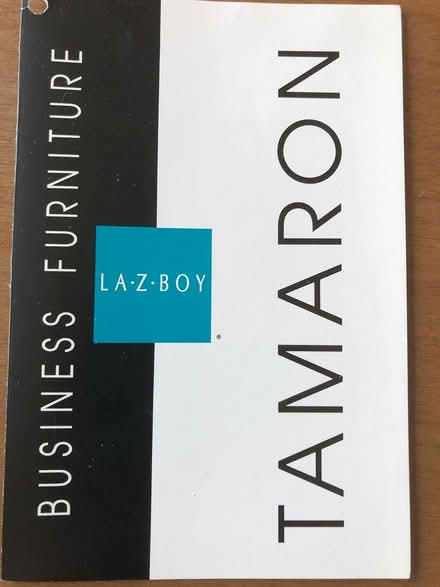 BUSINESS FURNITURE
LA·Z·BOY
®
TAMARON